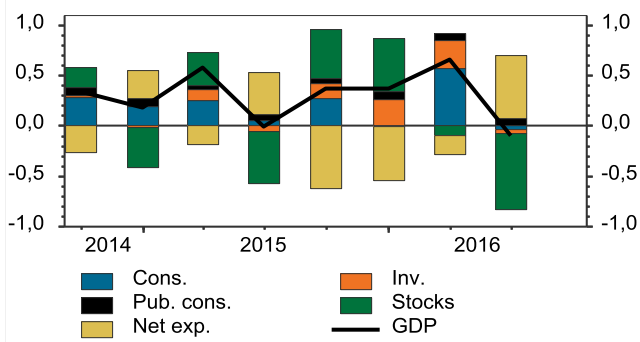 1,0 1,0
0,5 0,5
0,0 0,0
-0,5 -0,5
-1,0 -1,0
2014 2015 2016
Cons. Inv.
Pub. cons. Stocks
Net exp. GDP